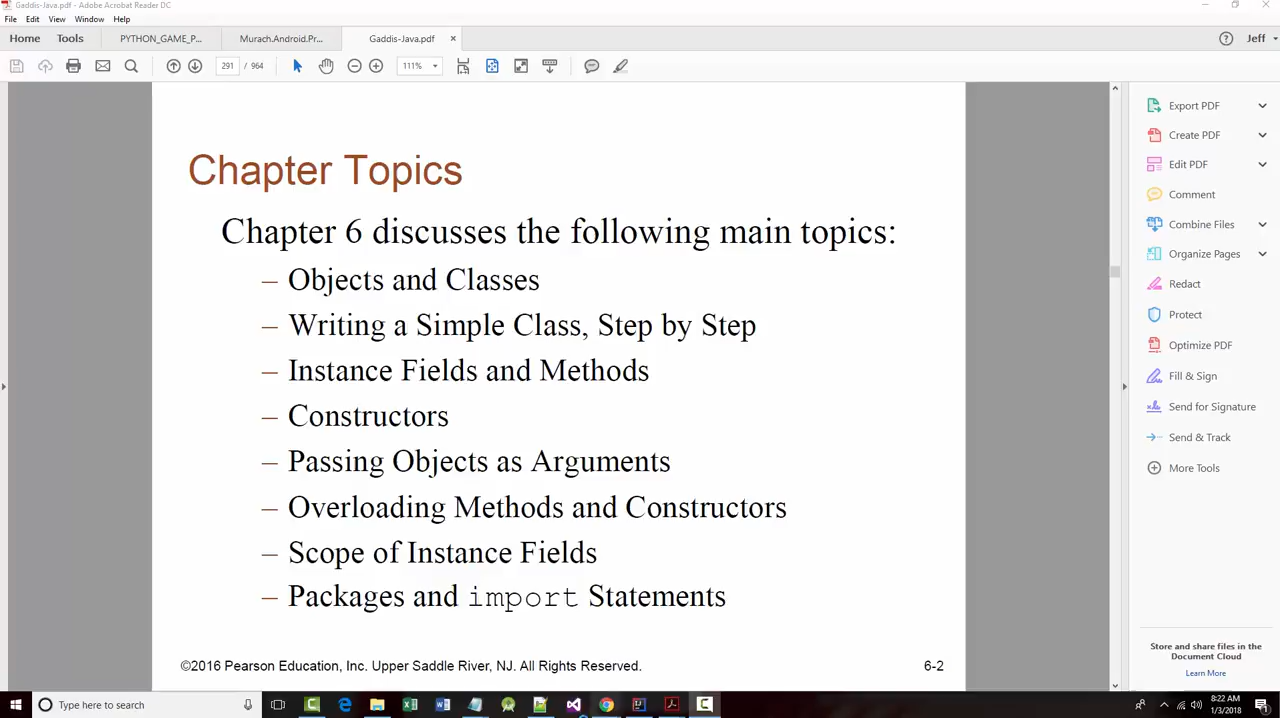 Gaddis-Java.pdf - Adobe Acrobat Reader DC
File Edit View Window Help
Home Tools PYTHON_GAME_P... Murach.Android.Pr... Gaddis-Java.pdf × Jeff
291 / 964 111%
Chapter Topics
Chapter 6 discusses the following main topics:
– Objects and Classes
– Writing a Simple Class, Step by Step
– Instance Fields and Methods
– Constructors
– Passing Objects as Arguments
– Overloading Methods and Constructors
– Scope of Instance Fields
– Packages and import Statements
©2016 Pearson Education, Inc. Upper Saddle River, NJ. All Rights Reserved.
6-2
Export PDF
Create PDF
Edit PDF
Comment
Combine Files
Organize Pages
Redact
Protect
Optimize PDF
Fill & Sign
Send for Signature
Send & Track
More Tools
Store and share files in the
Document Cloud
Learn More
Type here to search
8:22 AM
1/3/2018